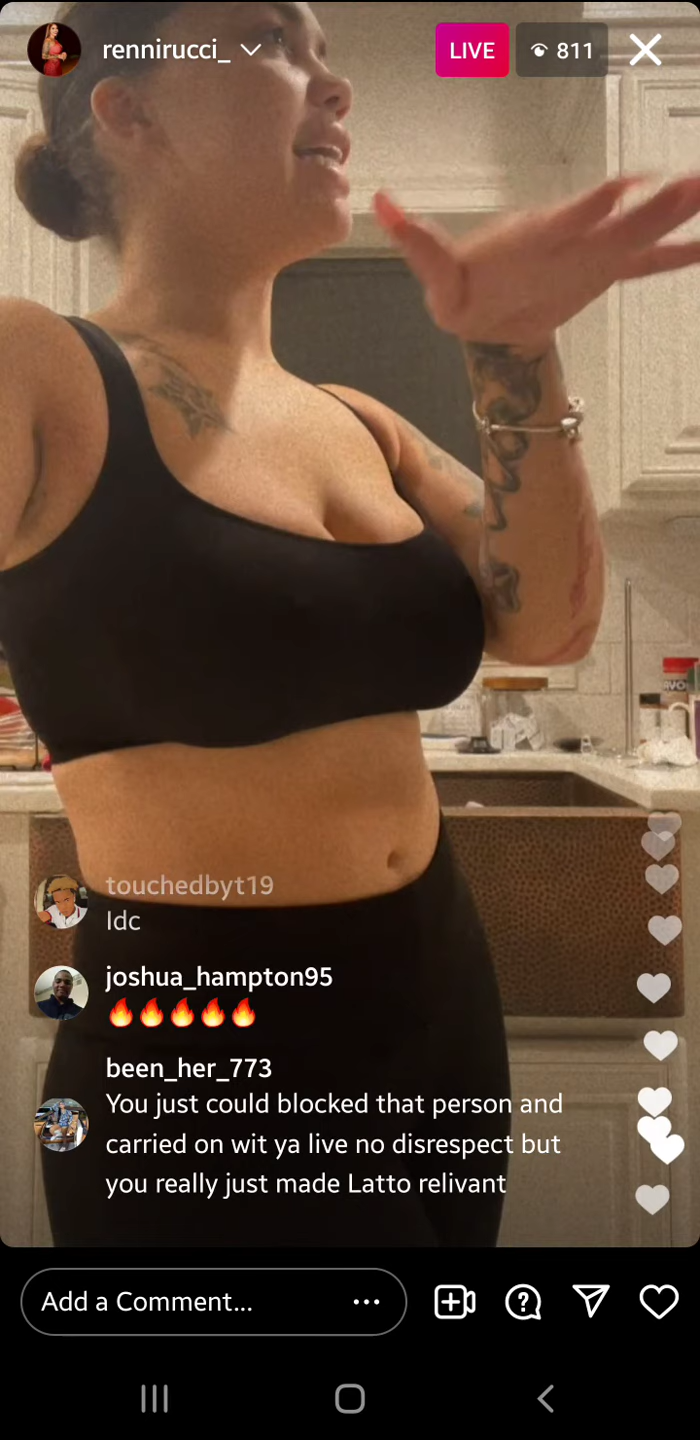 rennirucci_
LIVE
811
touchedbyt19
Idc
joshua_hampton95
🔥🔥🔥🔥🔥
been_her_773
You just could blocked that person and
carried on wit ya live no disrespect but
you really just made Latto relivant
Add a Comment...